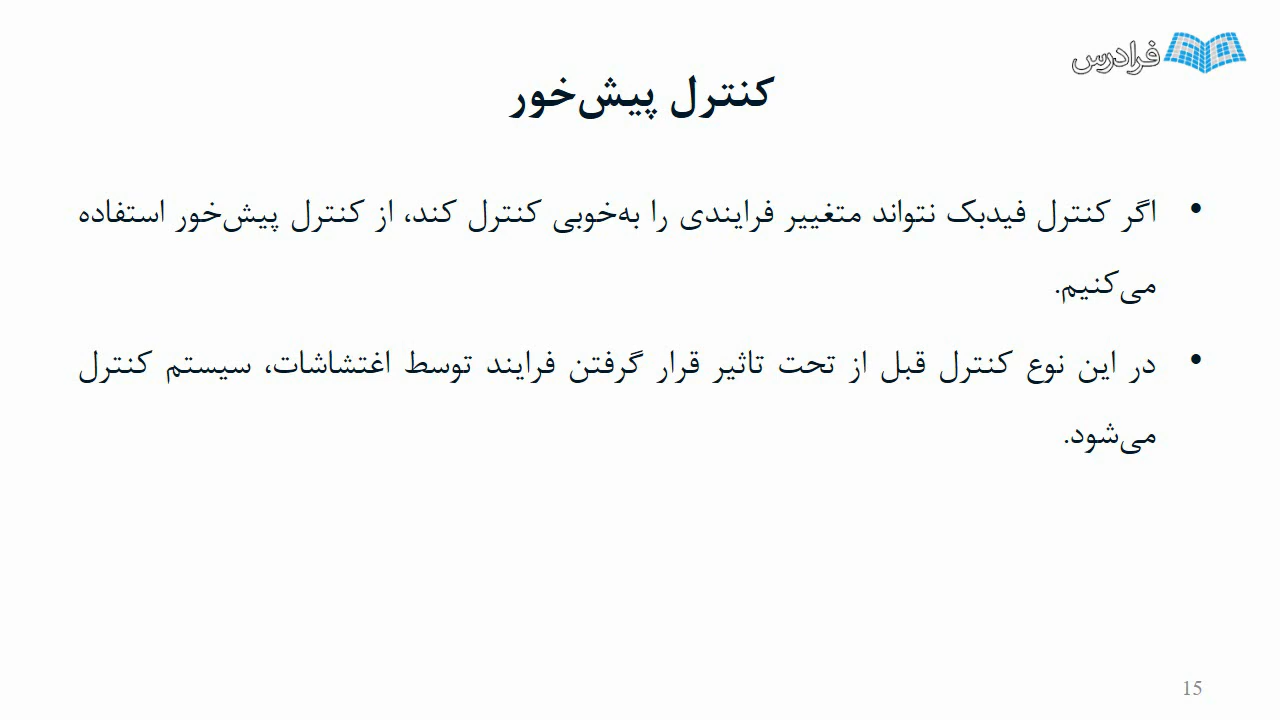 فرادرس
کنترل پیش‌خور
• اگر کنترل فیدبک نتواند متغییر فرایندی را به‌خوبی کنترل کند، از کنترل پیش‌خور استفاده
می‌کنیم.
• در این نوع کنترل قبل از تحت تاثیر قرار گرفتن فرایند توسط اغتشاشات، سیستم کنترل
می‌شود.
15